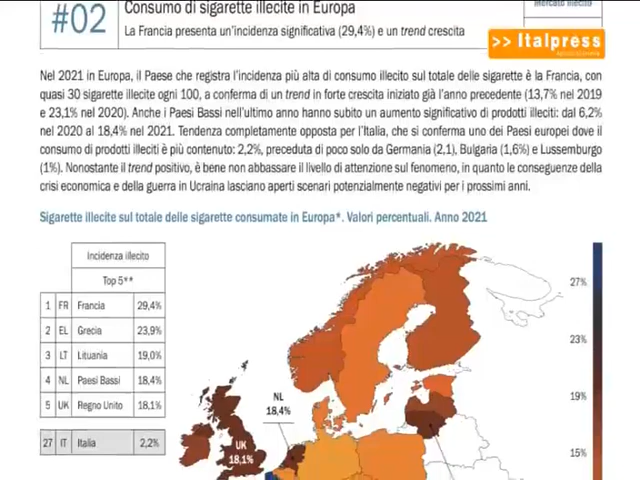 #02
Consumo di sigarette illecite in Europa
La Francia presenta un'incidenza significativa (29,4%) e un trend crescita
Mercato illecito
>> Italpress
Nel 2021 in Europa, il Paese che registra l'incidenza più alta di consumo illecito sul totale delle sigarette è la Francia, con
quasi 30 sigarette illecite ogni 100, a conferma di un trend in forte crescita iniziato già l'anno precedente (13,7% nel 2019
e 23,1% nel 2020). Anche i Paesi Bassi nell'ultimo anno hanno subito un aumento significativo di prodotti illeciti: dal 6,2%
nel 2020 al 18,4% nel 2021. Tendenza completamente opposta per l'Italia, che si conferma uno dei Paesi europei dove il
consumo di prodotti illeciti è più contenuto: 2,2%, preceduta di poco solo da Germania (2,1), Bulgaria (1,6%) e Lussemburgo
(1%). Nonostante il trend positivo, è bene non abbassare il livello di attenzione sul fenomeno, in quanto le conseguenze della
crisi economica e della guerra in Ucraina lasciano aperti scenari potenzialmente negativi per i prossimi anni.
Sigarette illecite sul totale delle sigarette consumate in Europa*. Valori percentuali. Anno 2021
Incidenza illecito
Top 5**
1 FR Francia 29,4%
2 EL Grecia 23,9%
3 LT Lituania 19,0%
4 NL Paesi Bassi 18,4%
5 UK Regno Unito 18,1%
27 IT Italia 2,2%
NL
18,4%
UK
18,1%
27%
23%
19%
15%